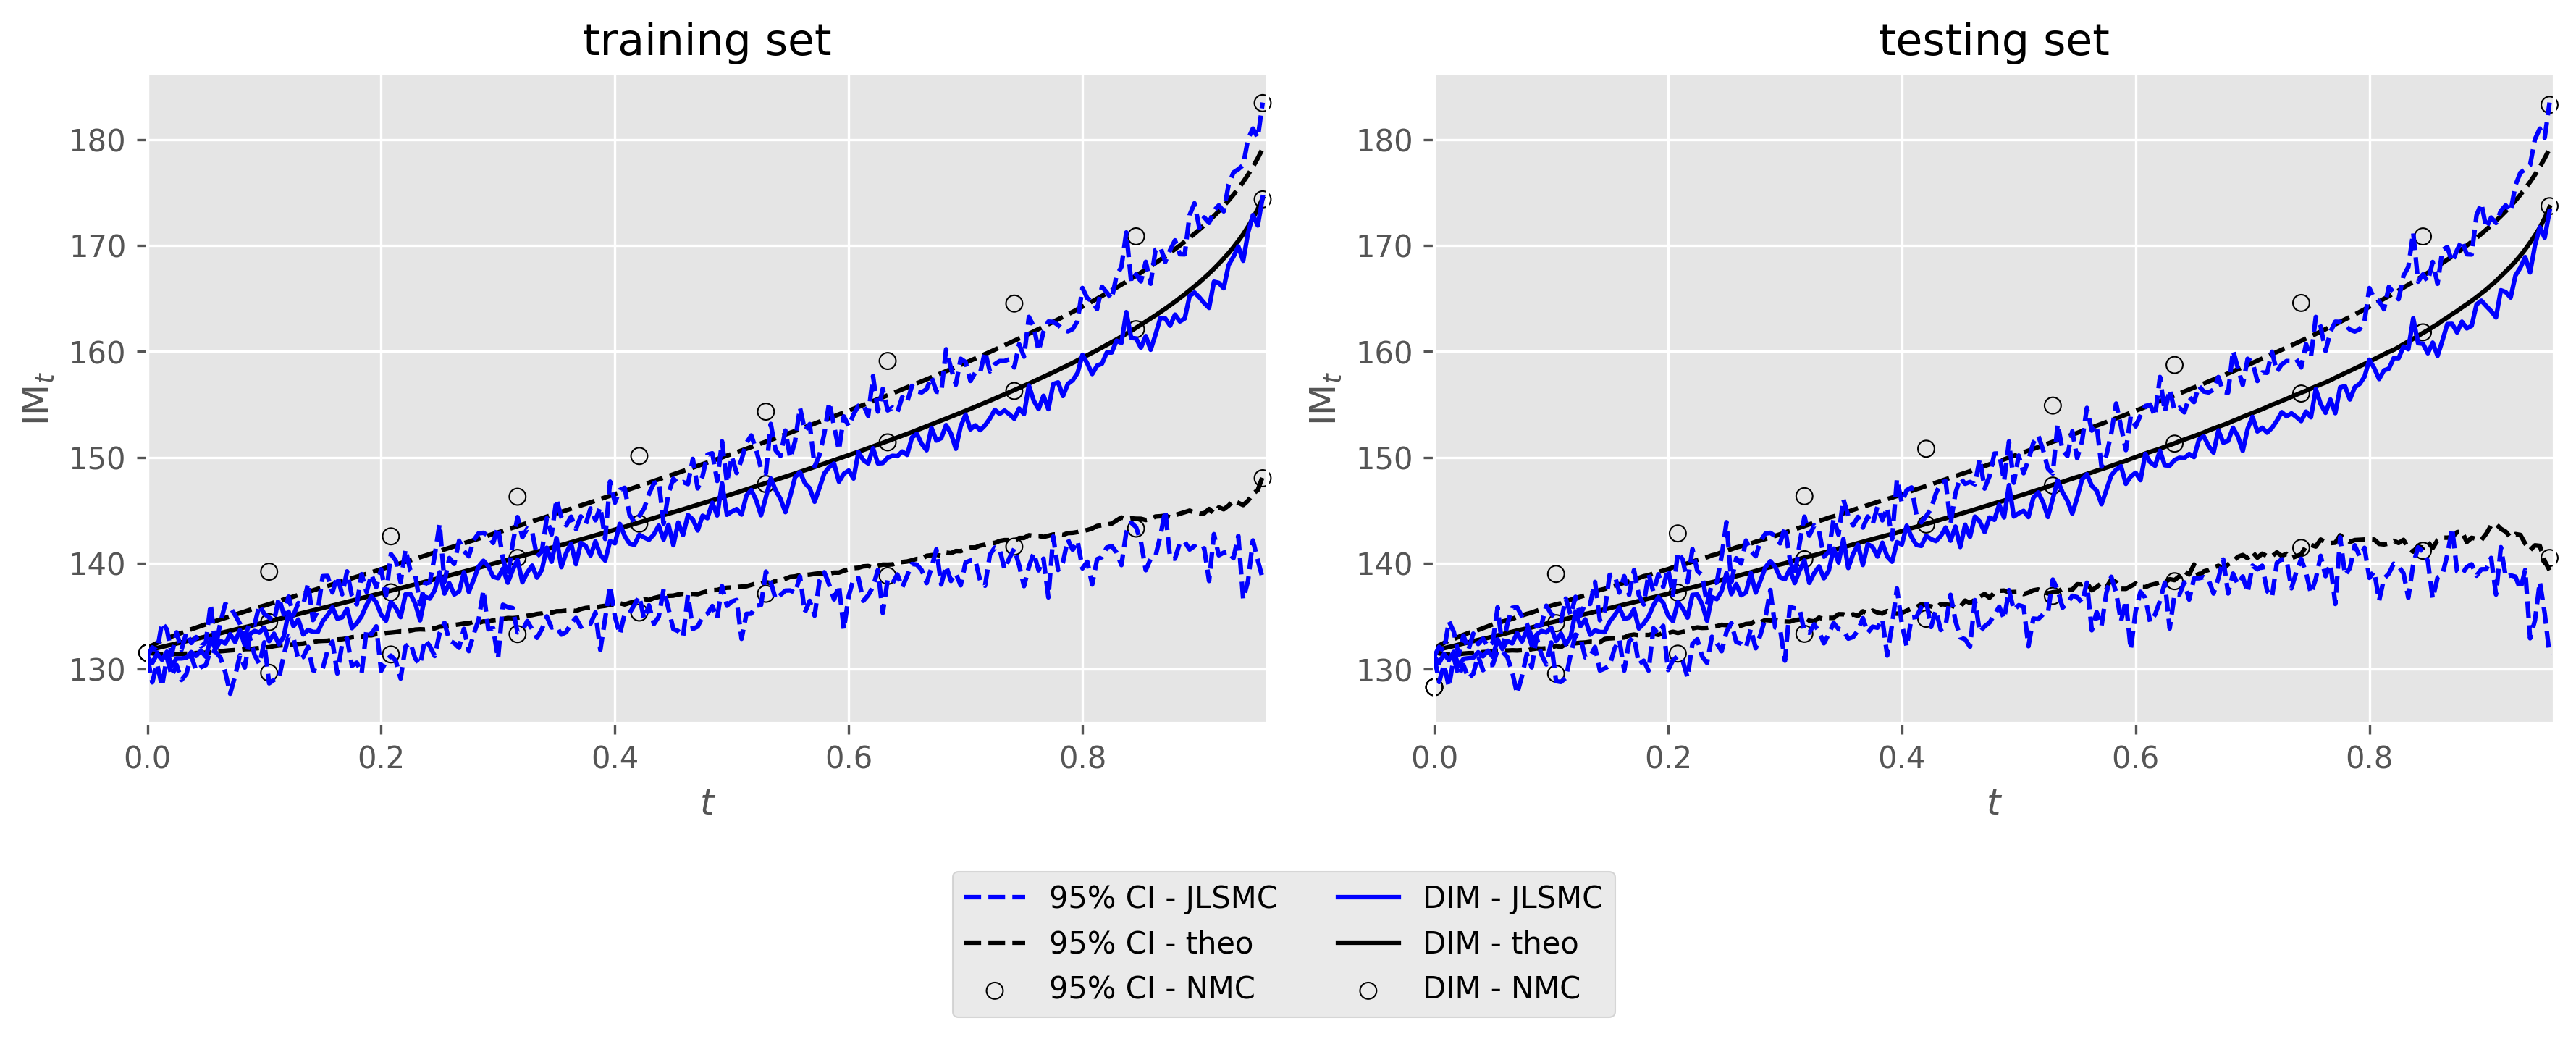 training set
testing set
180
170
160
150
140
130
IM_t
0.0 0.2 0.4 0.6 0.8
t
180
170
160
150
140
130
IM_t
0.0 0.2 0.4 0.6 0.8
t
95% CI - JLSMC
95% CI - theo
95% CI - NMC
DIM - JLSMC
DIM - theo
DIM - NMC